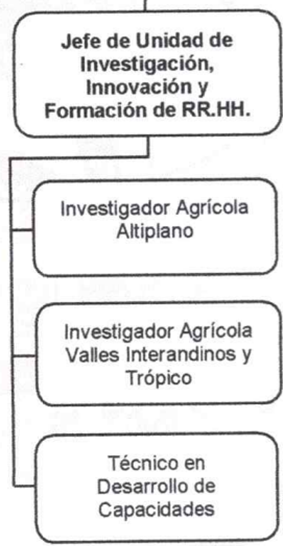 Jefe de Unidad de
Investigación,
Innovación y
Formación de RR.HH.
Investigador Agrícola
Altiplano
Investigador Agrícola
Valles Interandinos y
Trópico
Técnico en
Desarrollo de
Capacidades